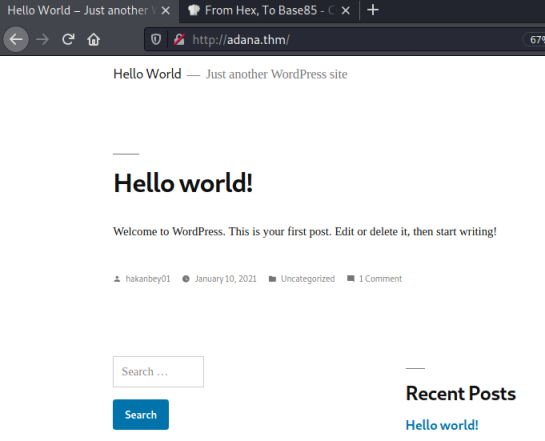 Hello World – Just another W
From Hex, To Base85 - C
http://adana.thm/
67%
Hello World — Just another WordPress site
Hello world!
Welcome to WordPress. This is your first post. Edit or delete it, then start writing!
hakanbey01 January 10, 2021 Uncategorized 1 Comment
Search …
Search
Recent Posts
Hello world!